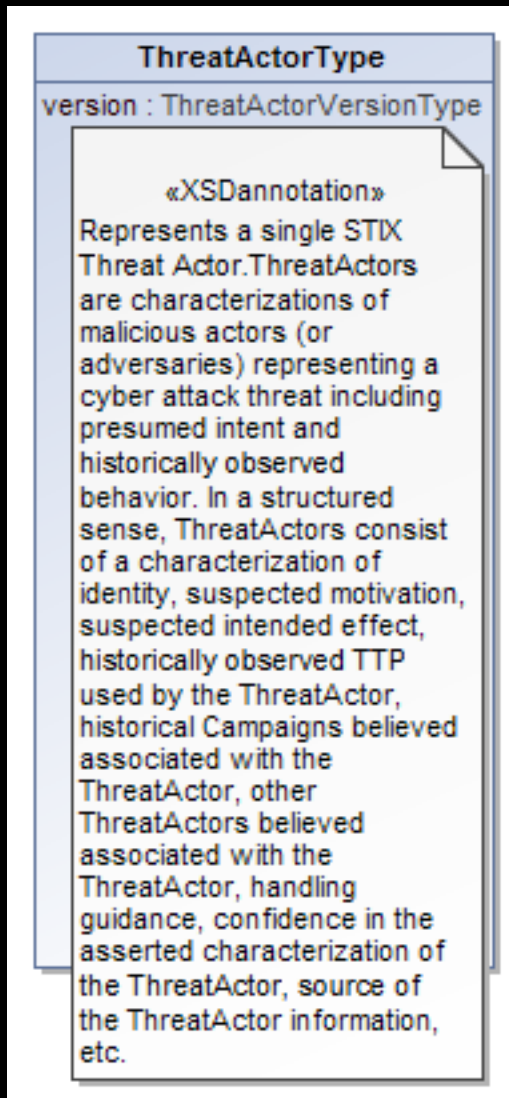 ThreatActorType
version : ThreatActorVersionType
«XSDannotation»
Represents a single STIX
Threat Actor.ThreatActors
are characterizations of
malicious actors (or
adversaries) representing a
cyber attack threat including
presumed intent and
historically observed
behavior. In a structured
sense, ThreatActors consist
of a characterization of
identity, suspected motivation,
suspected intended effect,
historically observed TTP
used by the ThreatActor,
historical Campaigns believed
associated with the
ThreatActor, other
ThreatActors believed
associated with the
ThreatActor, handling
guidance, confidence in the
asserted characterization of
the ThreatActor, source of
the ThreatActor information,
etc.